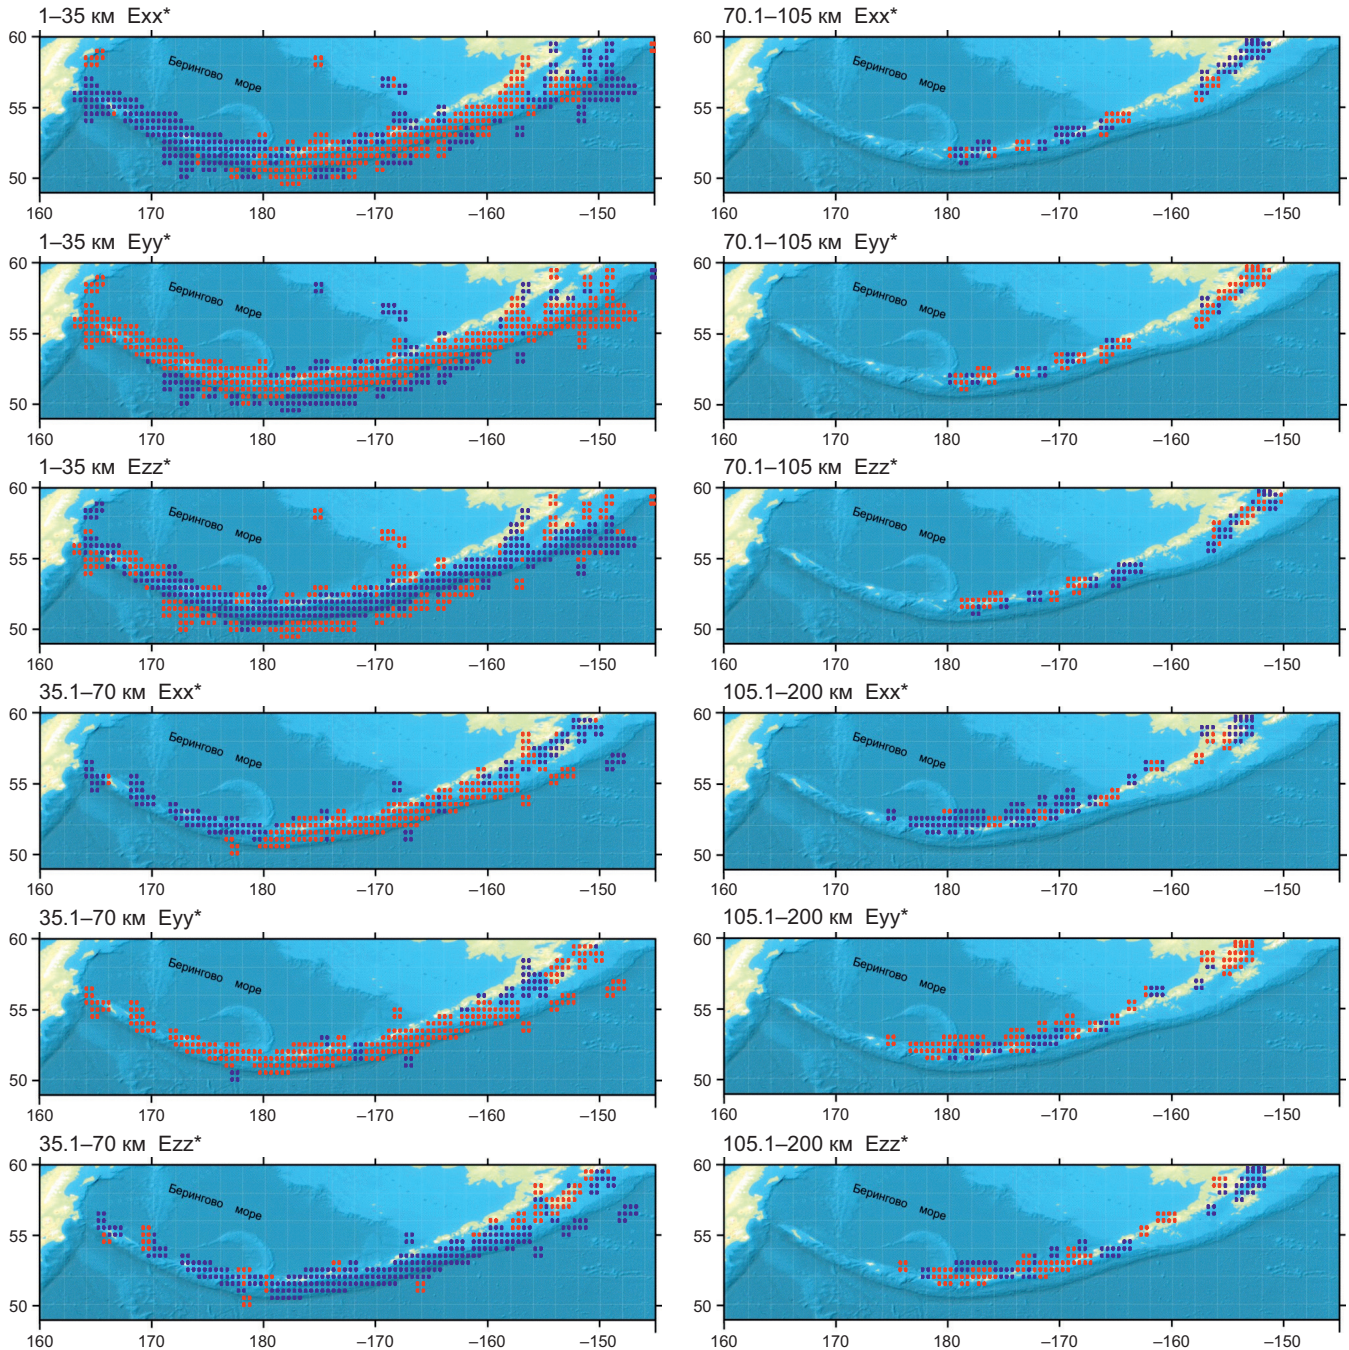 1–35 км Exx*
60
55
50
Берингово море
160 170 180 –170 –160 –150
1–35 км Eyy*
60
55
50
Берингово море
160 170 180 –170 –160 –150
1–35 км Ezz*
60
55
50
Берингово море
160 170 180 –170 –160 –150
35.1–70 км Exx*
60
55
50
Берингово море
160 170 180 –170 –160 –150
35.1–70 км Eyy*
60
55
50
Берингово море
160 170 180 –170 –160 –150
35.1–70 км Ezz*
60
55
50
Берингово море
160 170 180 –170 –160 –150
70.1–105 км Exx*
60
55
50
Берингово море
160 170 180 –170 –160 –150
70.1–105 км Eyy*
60
55
50
Берингово море
160 170 180 –170 –160 –150
70.1–105 км Ezz*
60
55
50
Берингово море
160 170 180 –170 –160 –150
105.1–200 км Exx*
60
55
50
Берингово море
160 170 180 –170 –160 –150
105.1–200 км Eyy*
60
55
50
Берингово море
160 170 180 –170 –160 –150
105.1–200 км Ezz*
60
55
50
Берингово море
160 170 180 –170 –160 –150